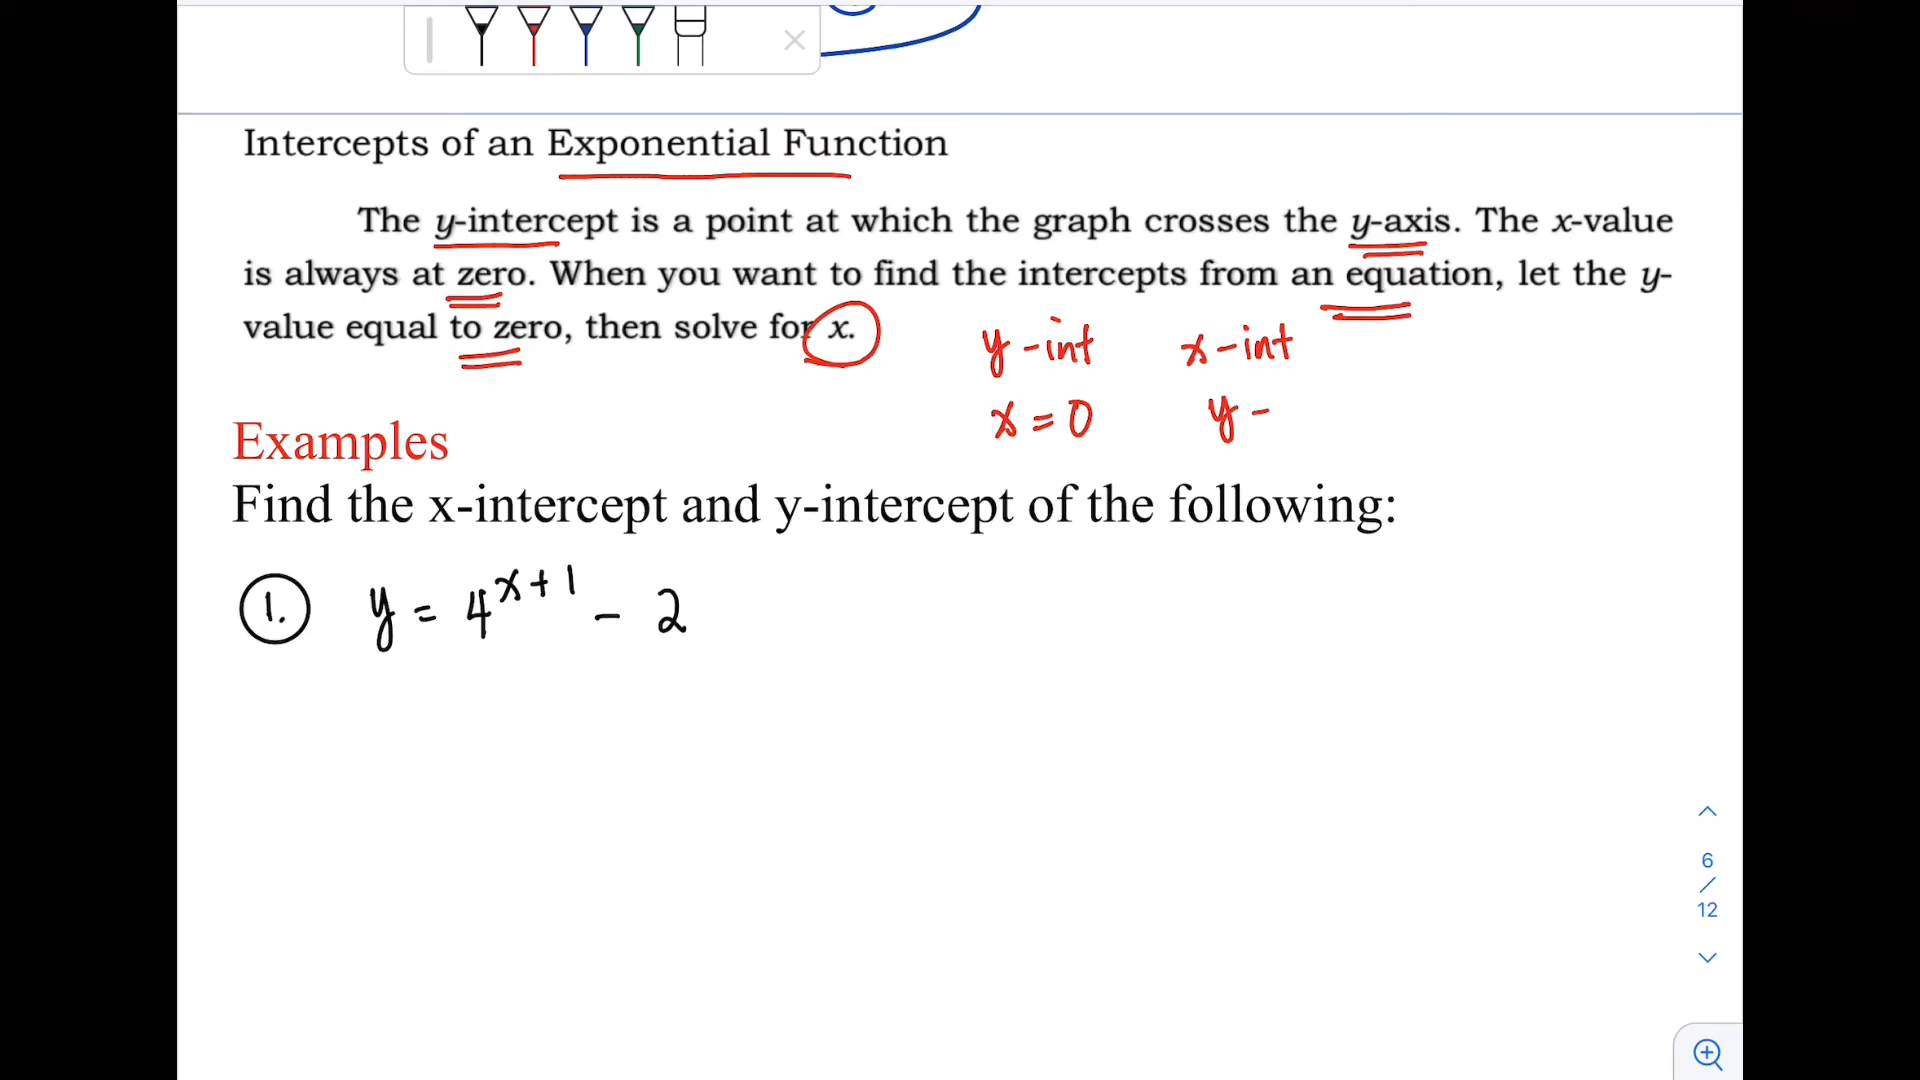 Intercepts of an Exponential Function
The y-intercept is a point at which the graph crosses the y-axis. The x-value
is always at zero. When you want to find the intercepts from an equation, let the y-
value equal to zero, then solve for x.
y-int x-int
x = 0 y -
Examples
Find the x-intercept and y-intercept of the following:
1. y = 4^{x+1} - 2
6
/
12